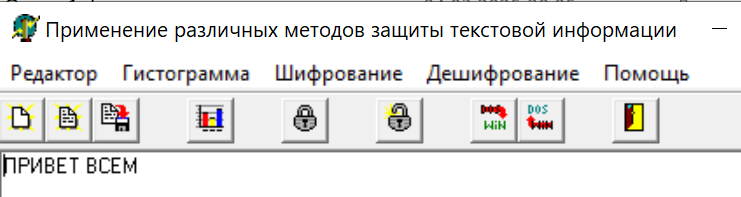 Применение различных методов защиты текстовой информации
Редактор Гистограмма Шифрование Дешифрование Помощь
DOS WIN DOS WIN
ПРИВЕТ ВСЕМ